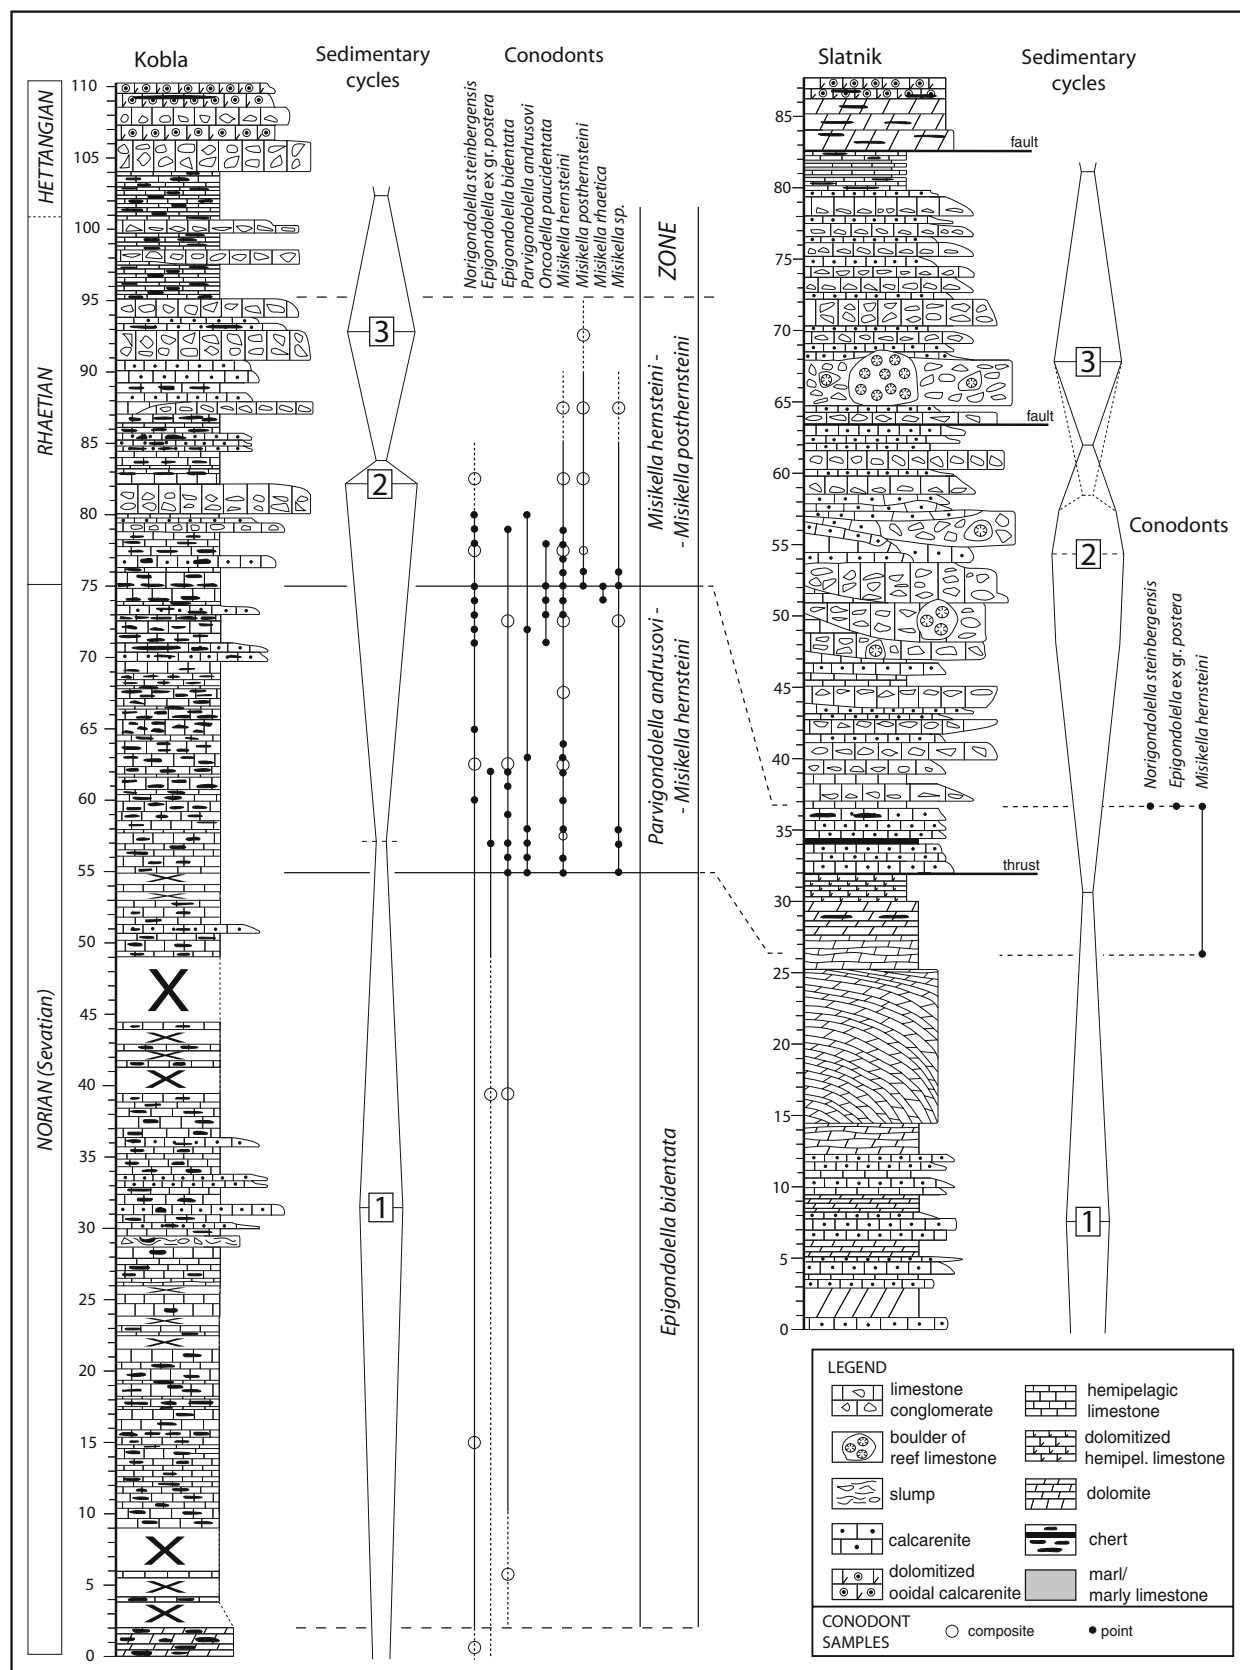 Kobla
Sedimentary
cycles
Conodonts
Slatnik
Sedimentary
cycles
HETTANGIAN
RHAETIAN
NORIAN (Sevatian)
110
105
100
95
90
85
80
75
70
65
60
55
50
45
40
35
30
25
20
15
10
5
0
3
2
1
Norigondolella steinbergensis
Epigondolella ex gr. postera
Epigondolella bidentata
Parvigondolella andrusovi
Oncodella paucidentata
Misikella hernsteini
Misikella posthernsteini
Misikella rhaetica
Misikella sp.
ZONE
Misikella hernsteini -
- Misikella posthernsteini
Parvigondolella andrusovi -
- Misikella hernsteini
Epigondolella bidentata
85
80
75
70
65
60
55
50
45
40
35
30
25
20
15
10
5
0
fault
fault
thrust
3
2
1
Conodonts
Norigondolella steinbergensis
Epigondolella ex gr. postera
Misikella hernsteini
LEGEND
limestone
conglomerate
boulder of
reef limestone
slump
calcarenite
dolomitized
ooidal calcarenite
hemipelagic
limestone
dolomitized
hemipel. limestone
dolomite
chert
marl/
marly limestone
CONODONT
SAMPLES
composite
point